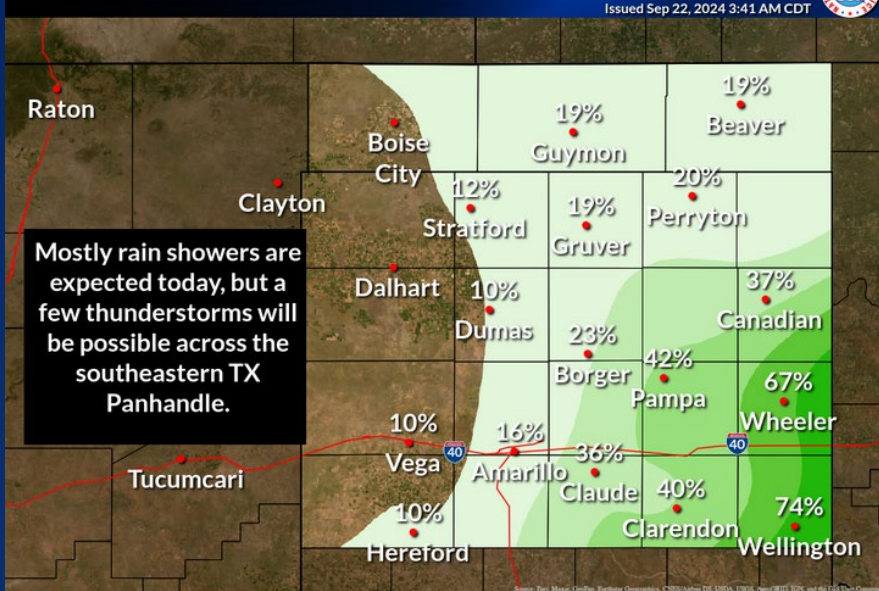 Issued Sep 22, 2024 3:41 AM CDT
Raton
Boise
City
19%
Guymon
19%
Beaver
Clayton
12%
Stratford
19%
Gruver
20%
Perryton
Mostly rain showers are
expected today, but a
few thunderstorms will
be possible across the
southeastern TX
Panhandle.
Dalhart
10%
Dumas
37%
Canadian
23%
Borger
42%
Pampa
67%
Wheeler
10%
Vega
40
16%
Amarillo
36%
Claude
40
Tucumcari
10%
Hereford
40%
Clarendon
74%
Wellington